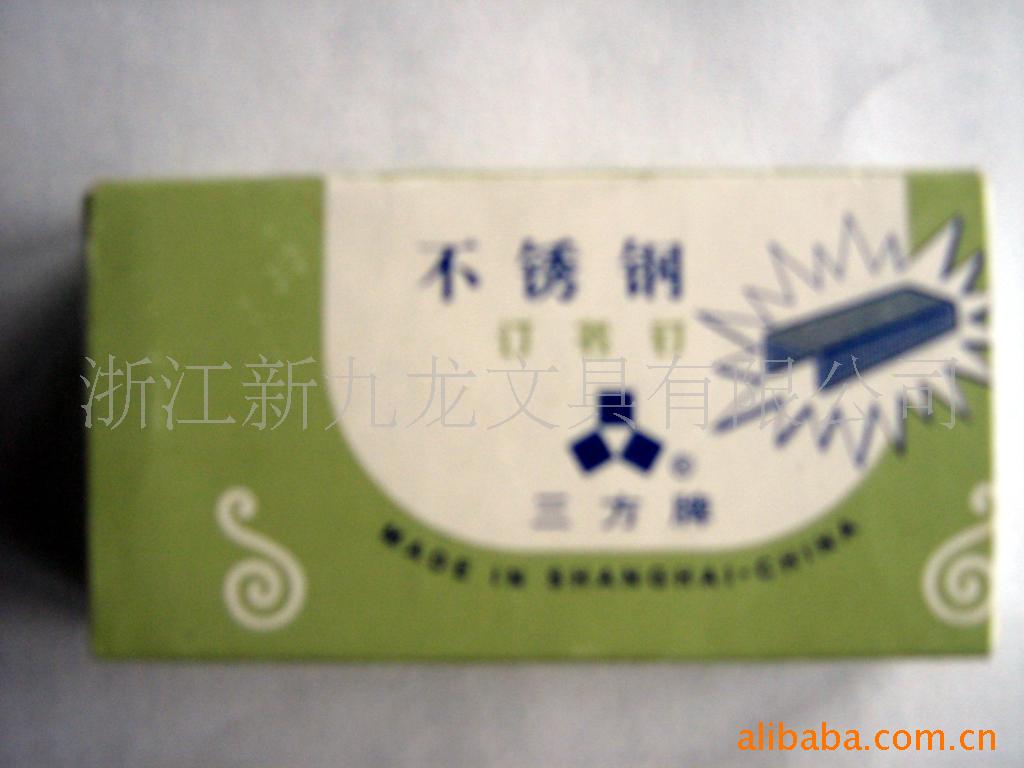 不锈钢
订书钉
浙江新九龙文具有限公司
三方牌
MADE IN SHANGHAI·CHINA
alibaba.com.cn